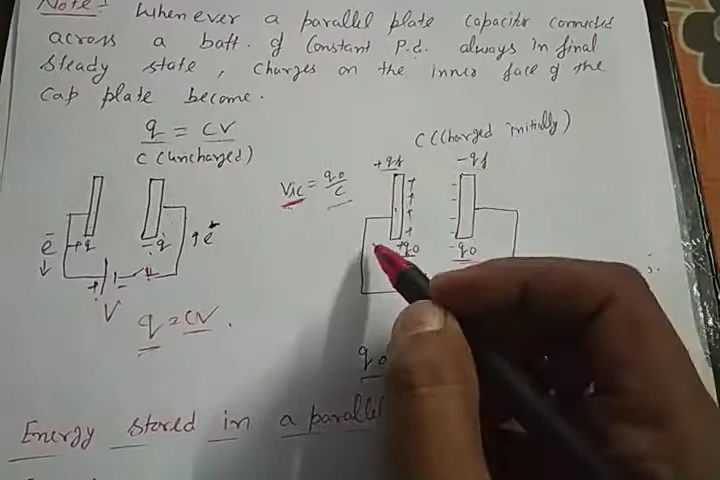 Note:- Whenever a parallel plate capacitor connected
across a batt. of Constant P.d. always in final
Steady state, charges on the inner face of the
Cap plate become.
q = CV
C (uncharged)
C (Charged initially)
+qf -qf
Vic = q0/C
+q -q
+q0 -q0
e-
e-
+ -
V
q = CV.
q0
Energy stored in a parallel